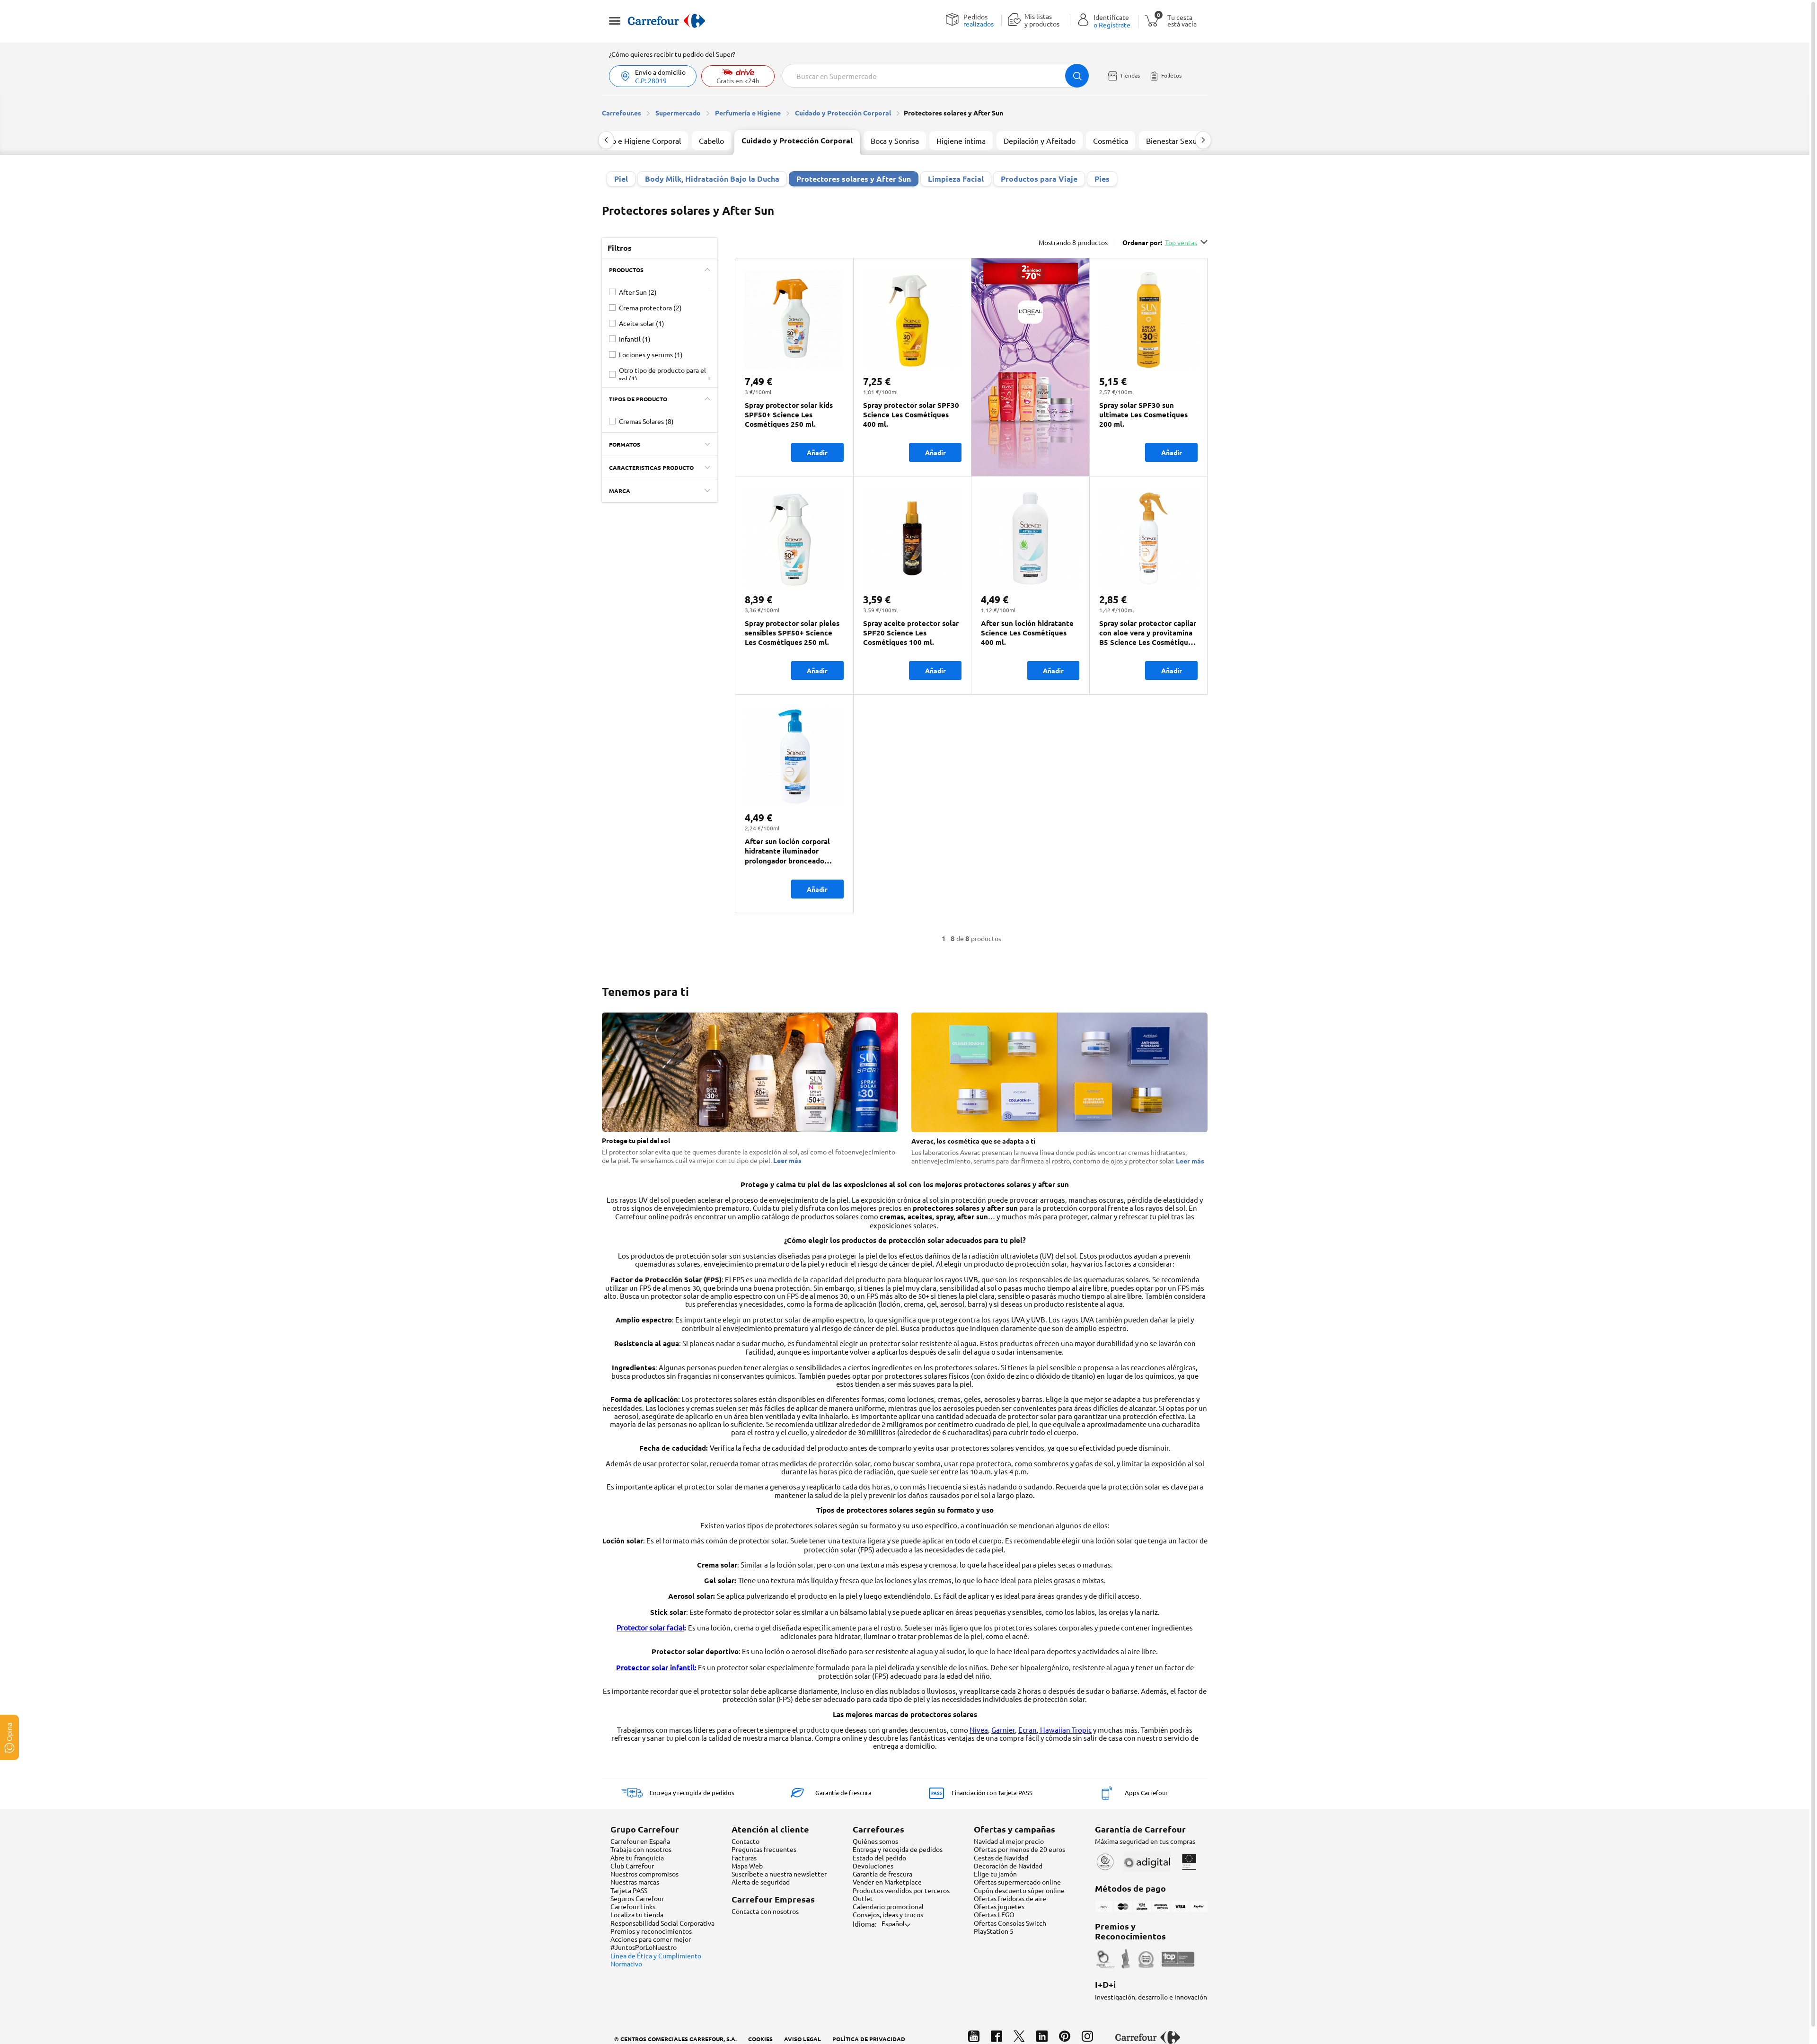 Carrefour
Pedidos
realizados
Mis listas
y productos
Identifícate
o Regístrate
0
Tu cesta
está vacía
¿Cómo quieres recibir tu pedido del Super?
Envío a domicilio
C.P: 28019
drive
Gratis en <24h
Buscar en Supermercado
Tiendas
Folletos
Carrefour.es
Supermercado
Perfumería e Higiene
Cuidado y Protección Corporal
Protectores solares y After Sun
o e Higiene Corporal
Cabello
Cuidado y Protección Corporal
Boca y Sonrisa
Higiene íntima
Depilación y Afeitado
Cosmética
Bienestar Sexu
Piel
Body Milk, Hidratación Bajo la Ducha
Protectores solares y After Sun
Limpieza Facial
Productos para Viaje
Pies
Protectores solares y After Sun
Filtros
PRODUCTOS
After Sun (2)
Crema protectora (2)
Aceite solar (1)
Infantil (1)
Lociones y serums (1)
Otro tipo de producto para el
sol (1)
TIPOS DE PRODUCTO
Cremas Solares (8)
FORMATOS
CARACTERISTICAS PRODUCTO
MARCA
Mostrando 8 productos
Ordenar por: Top ventas
7,49 €
3 €/100ml
Spray protector solar kids
SPF50+ Science Les
Cosmétiques 250 ml.
Añadir
7,25 €
1,81 €/100ml
Spray protector solar SPF30
Science Les Cosmétiques
400 ml.
Añadir
2ª unidad
-70%
L'ORÉAL
5,15 €
2,57 €/100ml
Spray solar SPF30 sun
ultimate Les Cosmetiques
200 ml.
Añadir
8,39 €
3,36 €/100ml
Spray protector solar pieles
sensibles SPF50+ Science
Les Cosmétiques 250 ml.
Añadir
3,59 €
3,59 €/100ml
Spray aceite protector solar
SPF20 Science Les
Cosmétiques 100 ml.
Añadir
4,49 €
1,12 €/100ml
After sun loción hidratante
Science Les Cosmétiques
400 ml.
Añadir
2,85 €
1,42 €/100ml
Spray solar protector capilar
con aloe vera y provitamina
B5 Science Les Cosmétiqu…
Añadir
4,49 €
2,24 €/100ml
After sun loción corporal
hidratante iluminador
prolongador bronceado…
Añadir
1 - 8 de 8 productos
Tenemos para ti
Protege tu piel del sol
El protector solar evita que te quemes durante la exposición al sol, así como el fotoenvejecimiento
de la piel. Te enseñamos cuál va mejor con tu tipo de piel. Leer más
Averac, los cosmética que se adapta a ti
Los laboratorios Averac presentan la nueva línea donde podrás encontrar cremas hidratantes,
antienvejecimiento, serums para dar firmeza al rostro, contorno de ojos y protector solar. Leer más
Protege y calma tu piel de las exposiciones al sol con los mejores protectores solares y after sun
Los rayos UV del sol pueden acelerar el proceso de envejecimiento de la piel. La exposición crónica al sol sin protección puede provocar arrugas, manchas oscuras, pérdida de elasticidad y
otros signos de envejecimiento prematuro. Cuida tu piel y disfruta con los mejores precios en protectores solares y after sun para la protección corporal frente a los rayos del sol. En
Carrefour online podrás encontrar un amplio catálogo de productos solares como cremas, aceites, spray, after sun… y muchos más para proteger, calmar y refrescar tu piel tras las
exposiciones solares.
¿Cómo elegir los productos de protección solar adecuados para tu piel?
Los productos de protección solar son sustancias diseñadas para proteger la piel de los efectos dañinos de la radiación ultravioleta (UV) del sol. Estos productos ayudan a prevenir
quemaduras solares, envejecimiento prematuro de la piel y reducir el riesgo de cáncer de piel. Al elegir un producto de protección solar, hay varios factores a considerar:
Factor de Protección Solar (FPS): El FPS es una medida de la capacidad del producto para bloquear los rayos UVB, que son los responsables de las quemaduras solares. Se recomienda
utilizar un FPS de al menos 30, que brinda una buena protección. Sin embargo, si tienes la piel muy clara, sensibilidad al sol o pasas mucho tiempo al aire libre, puedes optar por un FPS más
alto. Busca un protector solar de amplio espectro con un FPS de al menos 30, o un FPS más alto de 50+ si tienes la piel clara, sensible o pasarás mucho tiempo al aire libre. También considera
tus preferencias y necesidades, como la forma de aplicación (loción, crema, gel, aerosol, barra) y si deseas un producto resistente al agua.
Amplio espectro: Es importante elegir un protector solar de amplio espectro, lo que significa que protege contra los rayos UVA y UVB. Los rayos UVA también pueden dañar la piel y
contribuir al envejecimiento prematuro y al riesgo de cáncer de piel. Busca productos que indiquen claramente que son de amplio espectro.
Resistencia al agua: Si planeas nadar o sudar mucho, es fundamental elegir un protector solar resistente al agua. Estos productos ofrecen una mayor durabilidad y no se lavarán con
facilidad, aunque es importante volver a aplicarlos después de salir del agua o sudar intensamente.
Ingredientes: Algunas personas pueden tener alergias o sensibilidades a ciertos ingredientes en los protectores solares. Si tienes la piel sensible o propensa a las reacciones alérgicas,
busca productos sin fragancias ni conservantes químicos. También puedes optar por protectores solares físicos (con óxido de zinc o dióxido de titanio) en lugar de los químicos, ya que
estos tienden a ser más suaves para la piel.
Forma de aplicación: Los protectores solares están disponibles en diferentes formas, como lociones, cremas, geles, aerosoles y barras. Elige la que mejor se adapte a tus preferencias y
necesidades. Las lociones y cremas suelen ser más fáciles de aplicar de manera uniforme, mientras que los aerosoles pueden ser convenientes para áreas difíciles de alcanzar. Si optas por un
aerosol, asegúrate de aplicarlo en un área bien ventilada y evita inhalarlo. Es importante aplicar una cantidad adecuada de protector solar para garantizar una protección efectiva. La
mayoría de las personas no aplican lo suficiente. Se recomienda utilizar alrededor de 2 miligramos por centímetro cuadrado de piel, lo que equivale a aproximadamente una cucharadita
para el rostro y el cuello, y alrededor de 30 mililitros (alrededor de 6 cucharaditas) para cubrir todo el cuerpo.
Fecha de caducidad: Verifica la fecha de caducidad del producto antes de comprarlo y evita usar protectores solares vencidos, ya que su efectividad puede disminuir.
Además de usar protector solar, recuerda tomar otras medidas de protección solar, como buscar sombra, usar ropa protectora, como sombreros y gafas de sol, y limitar la exposición al sol
durante las horas pico de radiación, que suele ser entre las 10 a.m. y las 4 p.m.
Es importante aplicar el protector solar de manera generosa y reaplicarlo cada dos horas, o con más frecuencia si estás nadando o sudando. Recuerda que la protección solar es clave para
mantener la salud de la piel y prevenir los daños causados por el sol a largo plazo.
Tipos de protectores solares según su formato y uso
Existen varios tipos de protectores solares según su formato y su uso específico, a continuación se mencionan algunos de ellos:
Loción solar: Es el formato más común de protector solar. Suele tener una textura ligera y se puede aplicar en todo el cuerpo. Es recomendable elegir una loción solar que tenga un factor de
protección solar (FPS) adecuado a las necesidades de cada piel.
Crema solar: Similar a la loción solar, pero con una textura más espesa y cremosa, lo que la hace ideal para pieles secas o maduras.
Gel solar: Tiene una textura más líquida y fresca que las lociones y las cremas, lo que lo hace ideal para pieles grasas o mixtas.
Aerosol solar: Se aplica pulverizando el producto en la piel y luego extendiéndolo. Es fácil de aplicar y es ideal para áreas grandes y de difícil acceso.
Stick solar: Este formato de protector solar es similar a un bálsamo labial y se puede aplicar en áreas pequeñas y sensibles, como los labios, las orejas y la nariz.
Protector solar facial: Es una loción, crema o gel diseñada específicamente para el rostro. Suele ser más ligero que los protectores solares corporales y puede contener ingredientes
adicionales para hidratar, iluminar o tratar problemas de la piel, como el acné.
Protector solar deportivo: Es una loción o aerosol diseñado para ser resistente al agua y al sudor, lo que lo hace ideal para deportes y actividades al aire libre.
Protector solar infantil: Es un protector solar especialmente formulado para la piel delicada y sensible de los niños. Debe ser hipoalergénico, resistente al agua y tener un factor de
protección solar (FPS) adecuado para la edad del niño.
Es importante recordar que el protector solar debe aplicarse diariamente, incluso en días nublados o lluviosos, y reaplicarse cada 2 horas o después de sudar o bañarse. Además, el factor de
protección solar (FPS) debe ser adecuado para cada tipo de piel y las necesidades individuales de protección solar.
Las mejores marcas de protectores solares
Trabajamos con marcas líderes para ofrecerte siempre el producto que deseas con grandes descuentos, como Nivea, Garnier, Ecran, Hawaiian Tropic y muchas más. También podrás
refrescar y sanar tu piel con la calidad de nuestra marca blanca. Compra online y descubre las fantásticas ventajas de una compra fácil y cómoda sin salir de casa con nuestro servicio de
entrega a domicilio.
Opina
Entrega y recogida de pedidos
Garantía de frescura
PASS
Financiación con Tarjeta PASS
Apps Carrefour
Grupo Carrefour
Carrefour en España
Trabaja con nosotros
Abre tu franquicia
Club Carrefour
Nuestros compromisos
Nuestras marcas
Tarjeta PASS
Seguros Carrefour
Carrefour Links
Localiza tu tienda
Responsabilidad Social Corporativa
Premios y reconocimientos
Acciones para comer mejor
#JuntosPorLoNuestro
Línea de Ética y Cumplimiento
Normativo
Atención al cliente
Contacto
Preguntas frecuentes
Facturas
Mapa Web
Suscríbete a nuestra newsletter
Alerta de seguridad
Carrefour Empresas
Contacta con nosotros
Carrefour.es
Quiénes somos
Entrega y recogida de pedidos
Estado del pedido
Devoluciones
Garantía de frescura
Vender en Marketplace
Productos vendidos por terceros
Outlet
Calendario promocional
Consejos, ideas y trucos
Idioma: Español
Ofertas y campañas
Navidad al mejor precio
Ofertas por menos de 20 euros
Cestas de Navidad
Decoración de Navidad
Elige tu jamón
Ofertas supermercado online
Cupón descuento súper online
Ofertas freidoras de aire
Ofertas juguetes
Ofertas LEGO
Ofertas Consolas Switch
PlayStation 5
Garantía de Carrefour
Máxima seguridad en tus compras
adigital
Métodos de pago
VISA
PayPal
Premios y
Reconocimientos
top
I+D+i
Investigación, desarrollo e innovación
© CENTROS COMERCIALES CARREFOUR, S.A.
COOKIES
AVISO LEGAL
POLÍTICA DE PRIVACIDAD
Carrefour